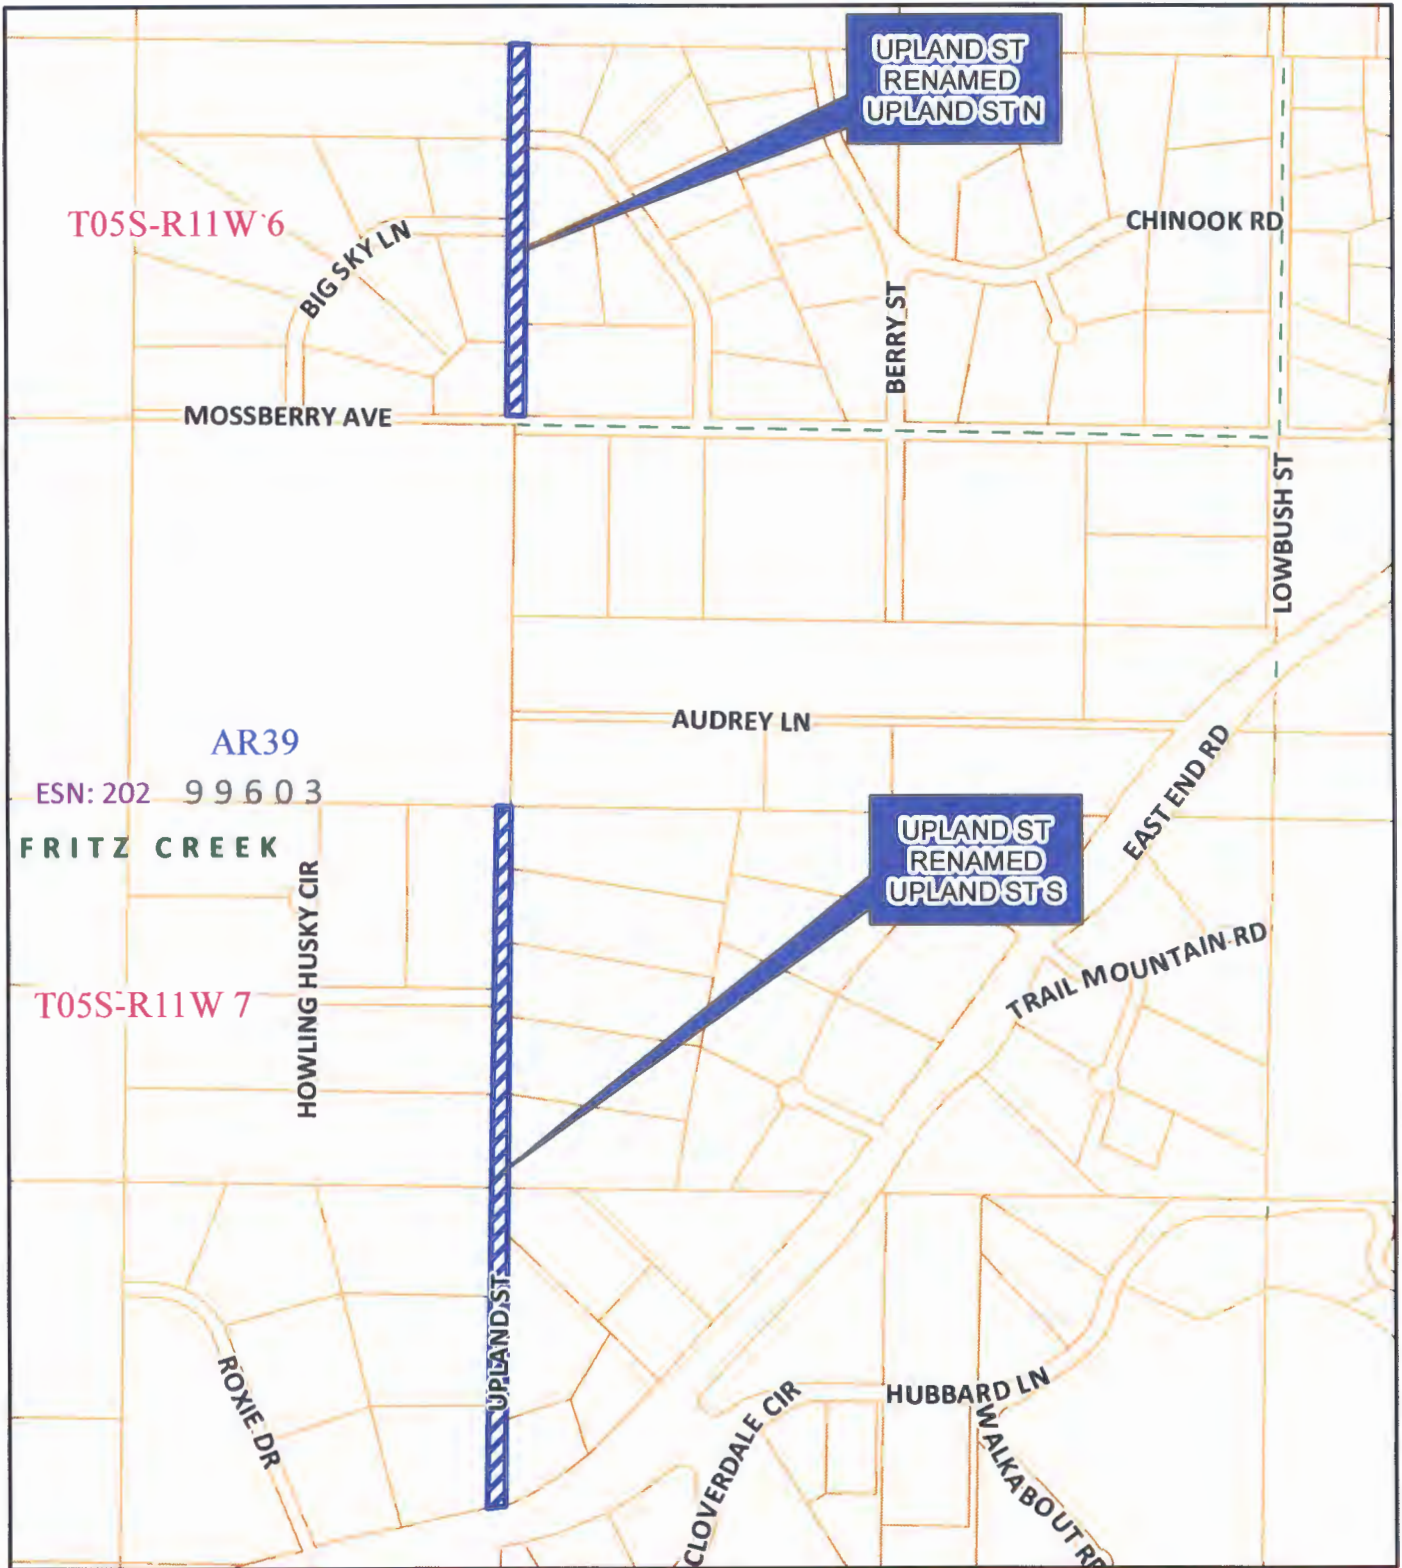 UPLAND ST
RENAMED
UPLAND ST N
T05S-R11W 6
CHINOOK RD
BIG SKY LN
BERRY ST
MOSSBERRY AVE
LOWBUSH ST
AUDREY LN
AR39
ESN: 202 99603
FRITZ CREEK
EAST END RD
UPLAND ST
RENAMED
UPLAND ST S
HOWLING HUSKY CIR
TRAIL MOUNTAIN RD
T05S-R11W 7
UPLAND ST
ROXIE DR
HUBBARD LN
CLOVERDALE CIR
WALKABOUT RD